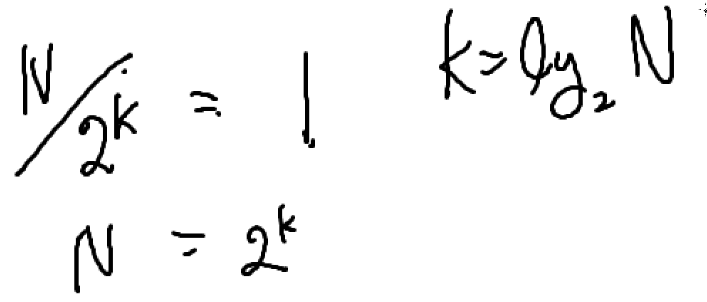 N/2^k = 1
N = 2^k
k = log₂ N